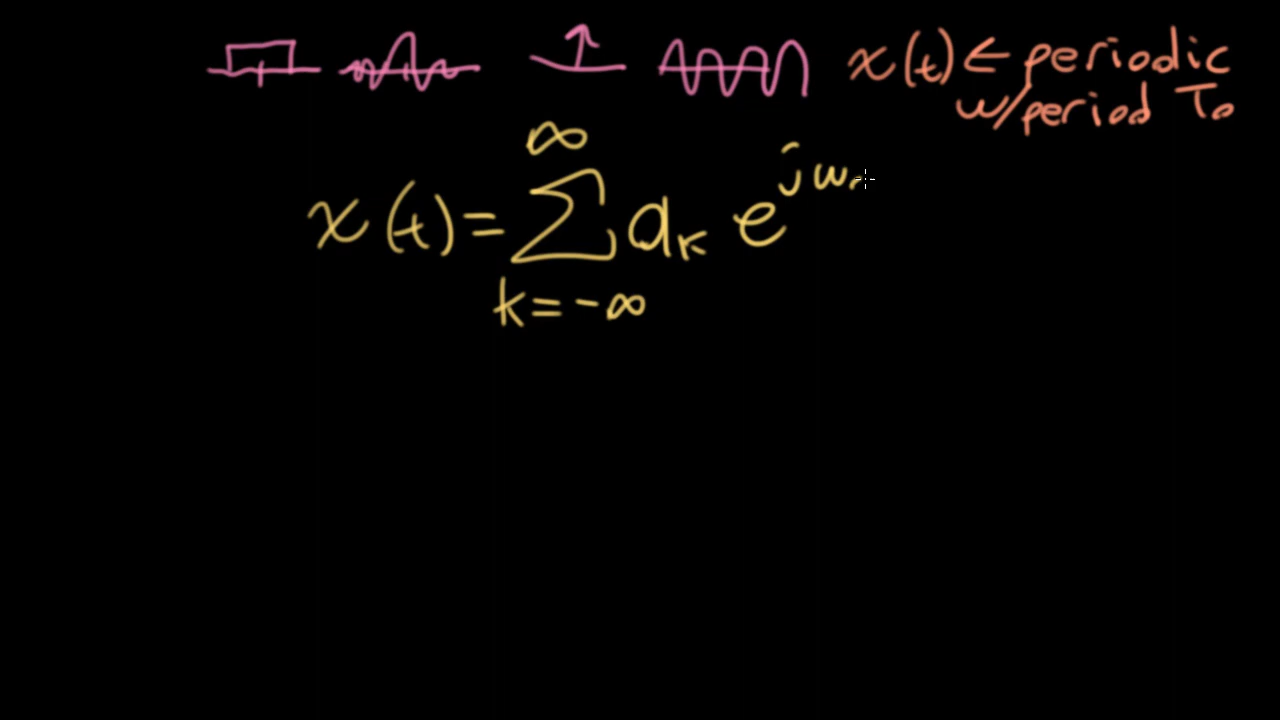 x(t) ← periodic
w/period T₀
∞
x(t) = ∑ aₖ e^{jω
k = -∞